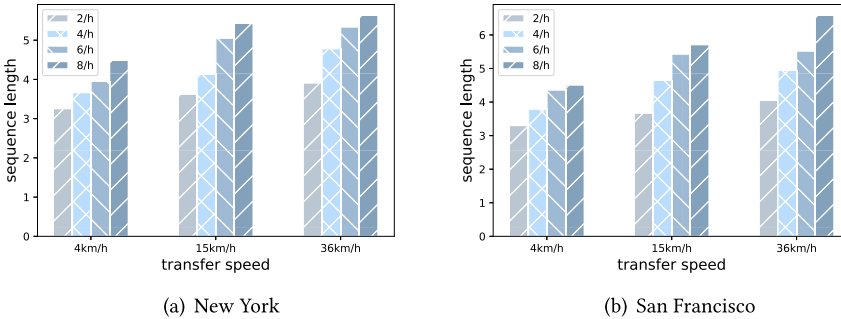 2/h
4/h
6/h
8/h
sequence length
5
4
3
2
1
0
4km/h 15km/h 36km/h
transfer speed
(a) New York
2/h
4/h
6/h
8/h
sequence length
6
5
4
3
2
1
0
4km/h 15km/h 36km/h
transfer speed
(b) San Francisco